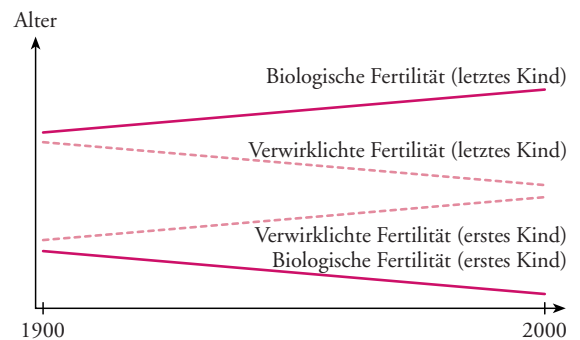 Alter
Biologische Fertilität (letztes Kind)
Verwirklichte Fertilität (letztes Kind)
Verwirklichte Fertilität (erstes Kind)
Biologische Fertilität (erstes Kind)
1900 2000